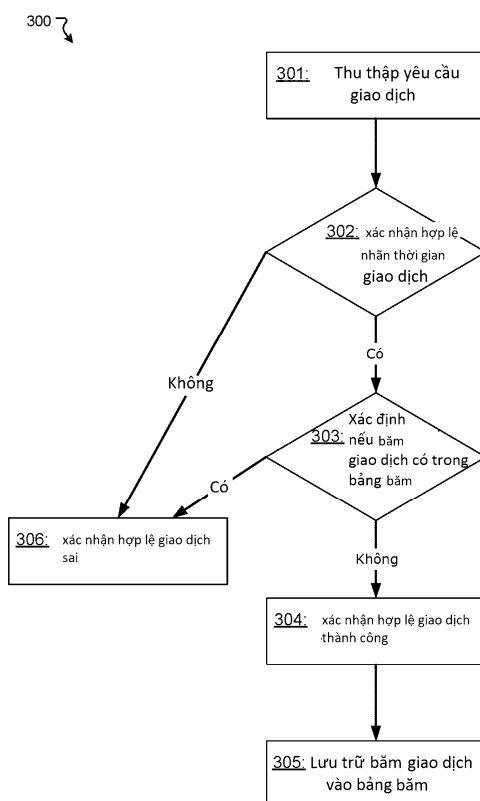 300
301: Thu thập yêu cầu
giao dịch
302: xác nhận hợp lệ
nhãn thời gian
giao dịch
Có
Không
Xác định
303: nếu băm
giao dịch có trong
bảng băm
Có
306: xác nhận hợp lệ giao dịch
sai
Không
304: xác nhận hợp lệ giao dịch
thành công
305: Lưu trữ băm giao dịch
vào bảng băm